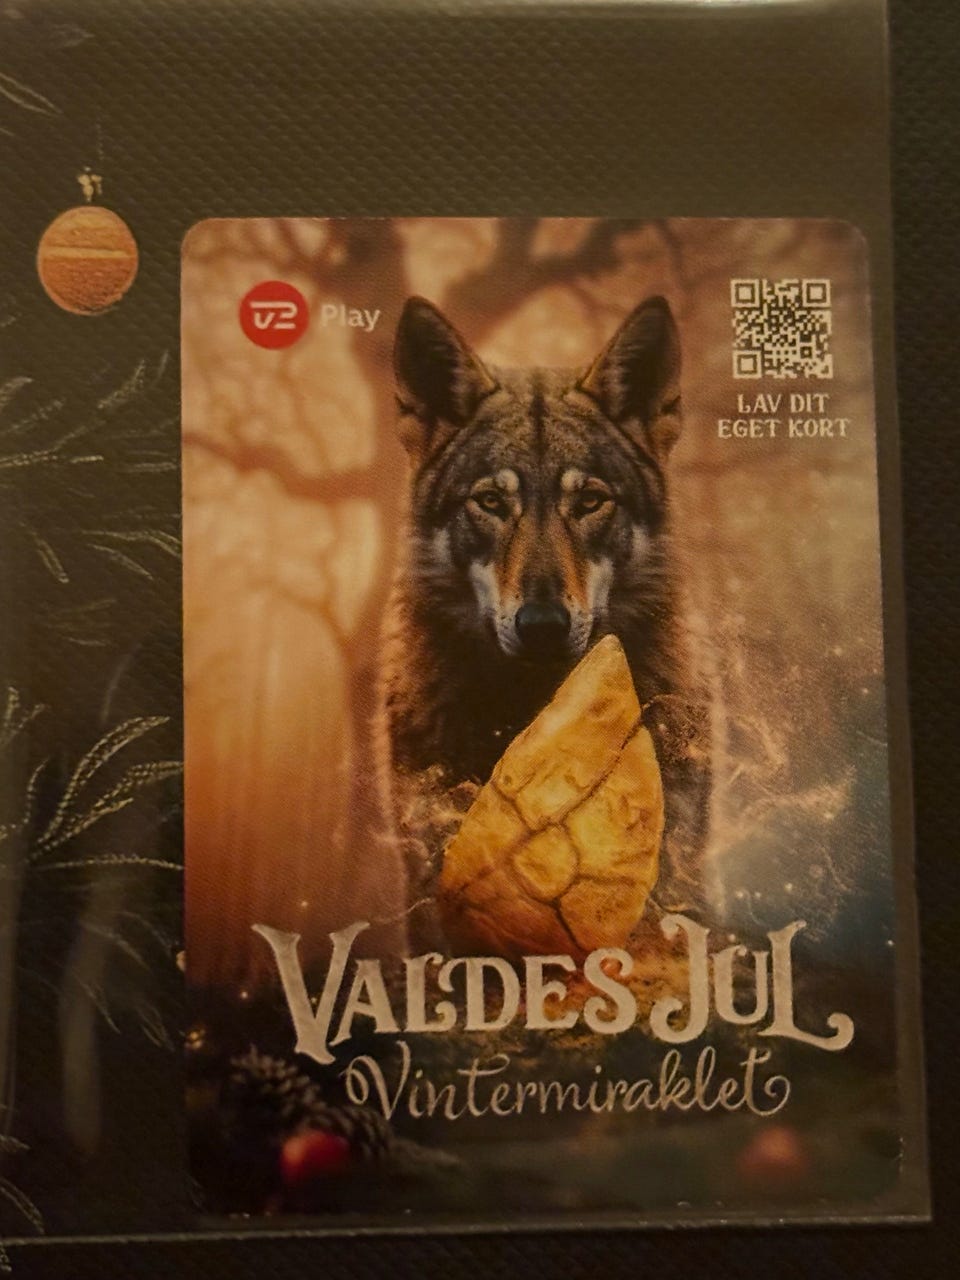 TV2 Play
LAV DIT
EGET KORT
VALDES JUL
Vintermiraklet